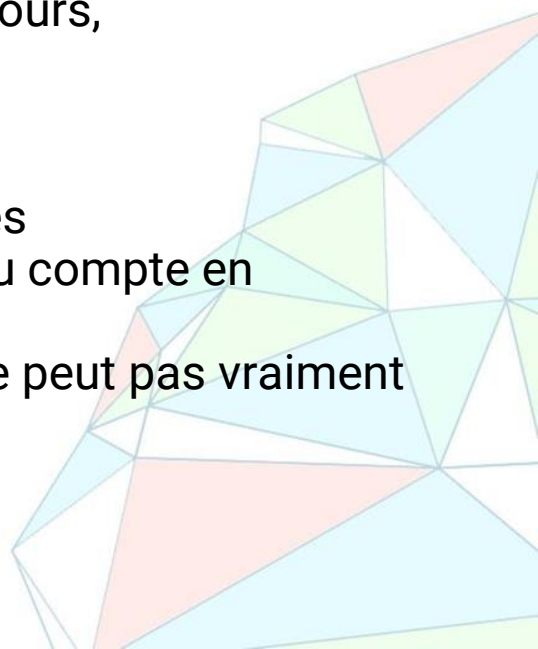 ours,
es
u compte en
e peut pas vraiment